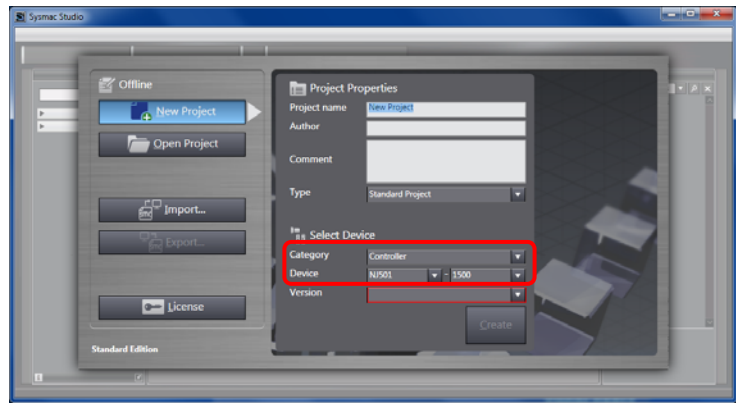 Sysmac Studio
Offline
New Project
Open Project
Import...
Export...
License
Standard Edition
Project Properties
Project name New Project
Author
Comment
Type Standard Project
Select Device
Category Controller
Device NJ501 - 1500
Version
Create